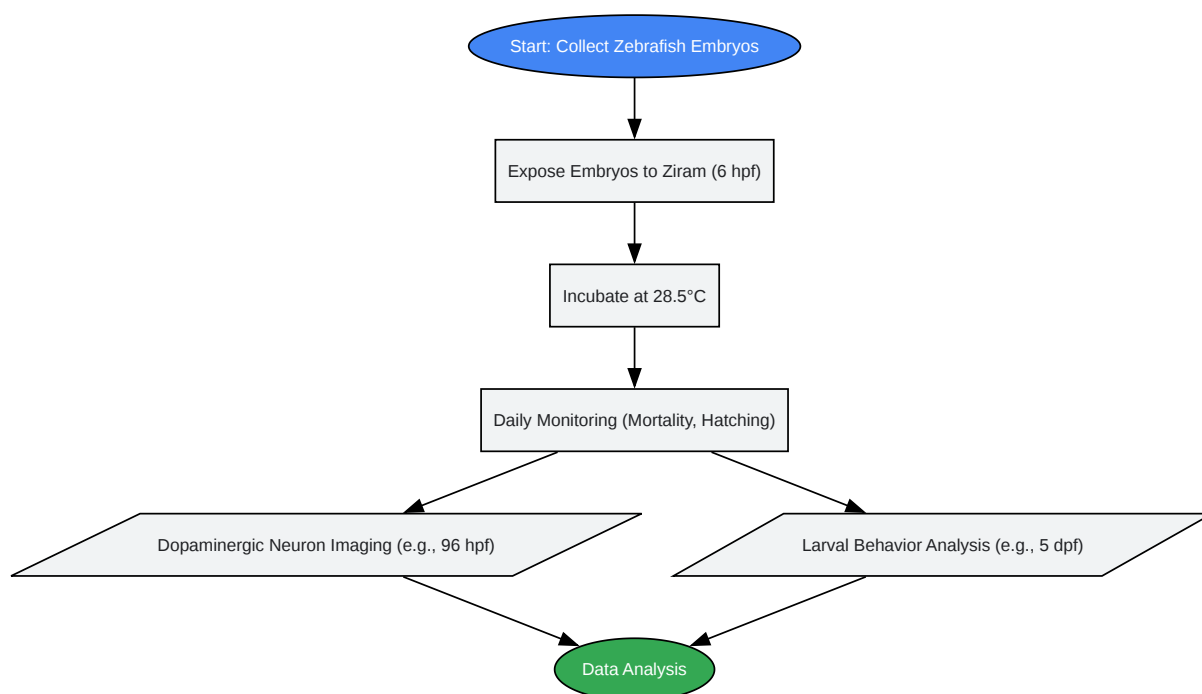 Start: Collect Zebrafish Embryos
Expose Embryos to Ziram (6 hpf)
Incubate at 28.5°C
Daily Monitoring (Mortality, Hatching)
Dopaminergic Neuron Imaging (e.g., 96 hpf)
Larval Behavior Analysis (e.g., 5 dpf)
Data Analysis